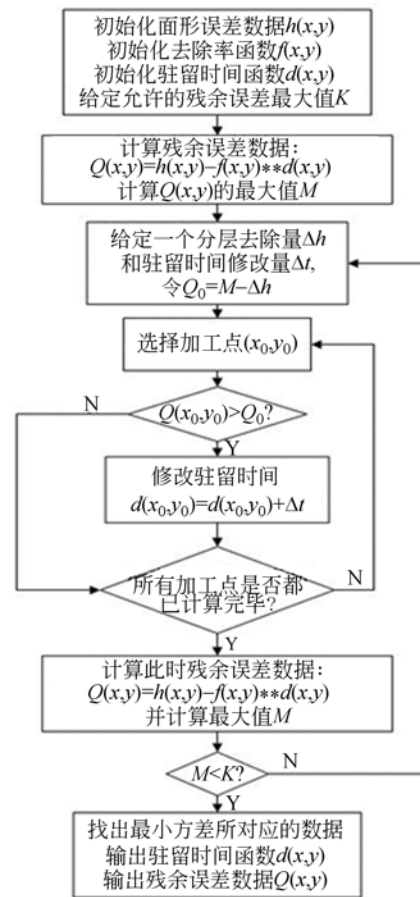 初始化面形误差数据h(x,y)
初始化去除率函数f(x,y)
初始化驻留时间函数d(x,y)
给定允许的残余误差最大值K
计算残余误差数据:
Q(x,y)=h(x,y)−f(x,y)**d(x,y)
计算Q(x,y)的最大值M
给定一个分层去除量Δh
和驻留时间修改量Δt,
令Q₀=M−Δh
选择加工点(x₀,y₀)
N
Q(x₀,y₀)>Q₀?
Y
修改驻留时间
d(x₀,y₀)=d(x₀,y₀)+Δt
所有加工点是否都
已计算完毕?
N
Y
计算此时残余误差数据:
Q(x,y)=h(x,y)−f(x,y)**d(x,y)
并计算最大值M
M<K?
N
Y
找出最小方差所对应的数据
输出驻留时间函数d(x,y)
输出残余误差数据Q(x,y)